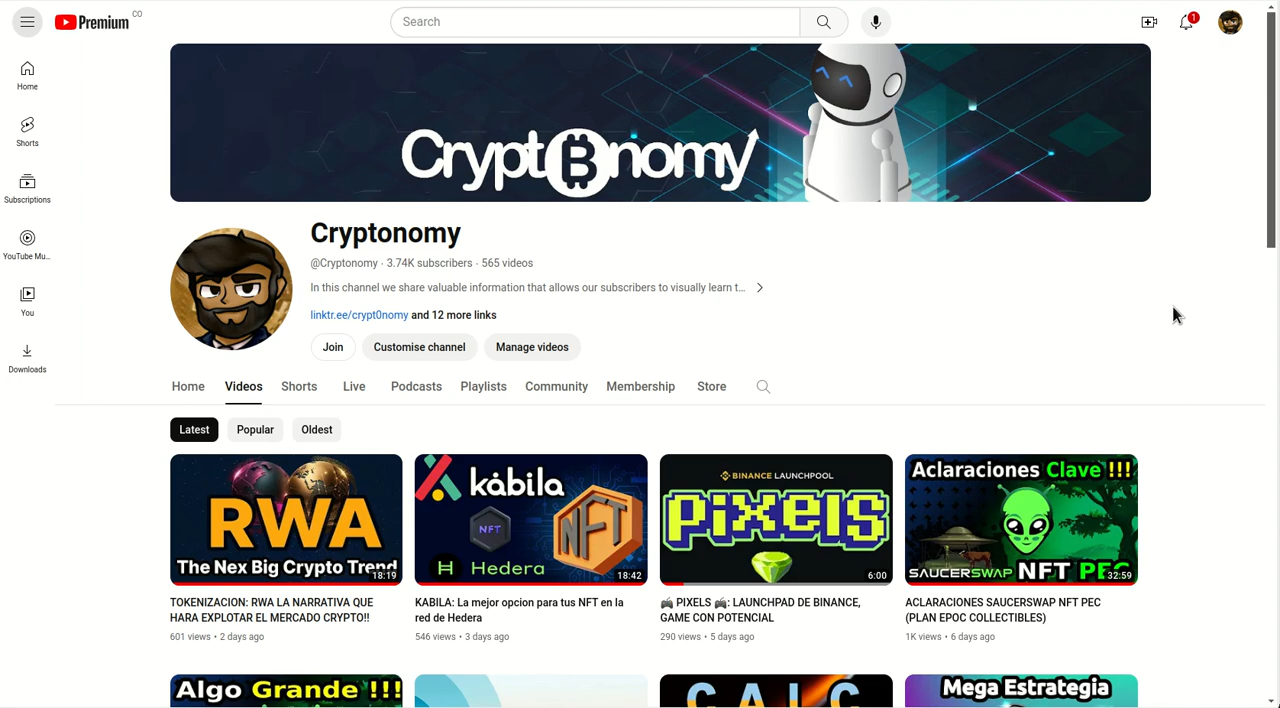 Premium CO
Search
1
Home
Shorts
Subscriptions
YouTube Mu...
You
Downloads
CryptBnomy
Cryptonomy
@Cryptonomy · 3.74K subscribers · 565 videos
In this channel we share valuable information that allows our subscribers to visually learn t...
linktr.ee/crypt0nomy and 12 more links
Join Customise channel Manage videos
Home Videos Shorts Live Podcasts Playlists Community Membership Store
Latest Popular Oldest
RWA
The Nex Big Crypto Trend
18:19
TOKENIZACION: RWA LA NARRATIVA QUE
HARA EXPLOTAR EL MERCADO CRYPTO!!
601 views • 2 days ago
kábila
NFT
NFT
H Hedera
18:42
KABILA: La mejor opcion para tus NFT en la
red de Hedera
546 views • 3 days ago
BINANCE LAUNCHPOOL
pixels
6:00
🎮 PIXELS 🎮: LAUNCHPAD DE BINANCE,
GAME CON POTENCIAL
290 views • 5 days ago
Aclaraciones Clave !!!
SAUCERSWAP NFT PEC
32:59
ACLARACIONES SAUCERSWAP NFT PEC
(PLAN EPOC COLLECTIBLES)
1K views • 6 days ago
Algo Grande !!!
Mega Estrategia